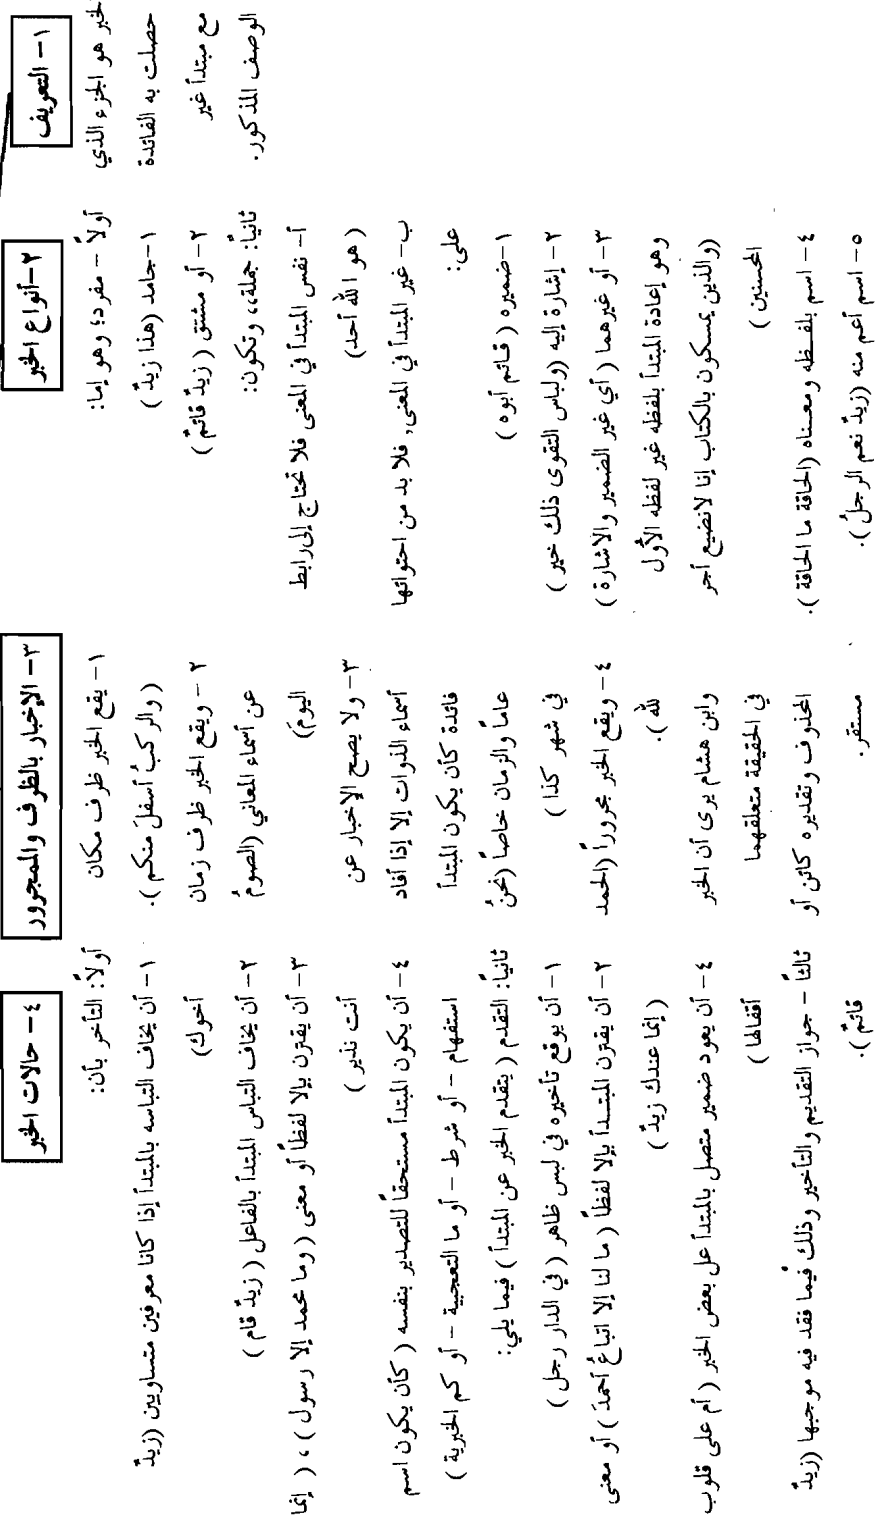 ١- التعريف
الخبر هو الجزء الذي
حصلت به الفائدة
مع مبتدأ غير
الوصف المذكور.
٢-أنواع الخبر
أولاً - مفرد؛ وهو إما:
١-جامد (هذا زيدٌ )
٢- أو مشتق ( زيدٌ قائمٌ )
ثانياً: جملة،، وتكون:
أ- نفس المبتدأ في المعنى فلا تحتاج إلى رابط
( هو الله أحد)
ب- غير المبتدأ في المعنى, فلا بد من احتوائها
على:
١-ضميره ( قائم أبوه )
٢- إشارة إليه (ولباس التقوى ذلك خير )
٣- أو غيرهما ( أي غير الضمير والاشارة )
وهو إعادة المبتدأ بلفظه غير لفظه الأول
(والذين يمسكون بالكتاب إنا لانضيع أجر
المحسنين )
٤- اسم بلفظه ومعناه (الحاقة ما الحاقة ).
٥- اسم أعم منه (زيدٌ نعم الرجلُ ).
٣- الإخبار بالظرف والمجرور
١- يقع الخبر ظرف مكان
( والركبُ أسفلَ منكم ).
٢ - ويقع الخبر ظرف زمان
عن أسماء المعاني (الصومُ
اليومَ)
٣- ولا يصح الإخبار عن
أسماء الذوات إلا إذا أفاد
فائدة كأن يكون المبتدأ
عاماً والزمان خاصاً (نحنُ
في شهر كذا )
٤- ويقع الخبر مجروراً (الحمد
لله ).
وابن هشام يرى أن الخبر
في الحقيقة متعلقهما
المحذوف وتقديره كائن أو
مستقر.
٤- حالات الخبر
أولاً: التأخر بأن:
١- أن يخاف التباسه بالمبتدأ إذا كانا معرفين متساويين (زيدٌ
أخوك)
٢- أن يخاف التباس المبتدأ بالفاعل ( زيدٌ قام )
٣- أن يقترن بإلا لفظاً أو معنى ( وما محمد إلا رسول ) ، ( إنما
أنت نذير )
٤- أن يكون المبتدأ مستحقاً للتصدير بنفسه ( كأن يكون اسم
استفهام - أو شرط - أو ما التعجبية - أو كم الخبرية )
ثانياً: التقدم ( يتقدم الخبر عن المبتدأ ) فيما يلي:
١- أن يوقع تأخيره في لبس ظاهر ( في الدار رجل )
٢- أن يقترن المبتدأ بإلا لفظاً ( ما لنا إلا اتباعُ أحمدَ ) أو معنى
( إنما عندك زيدٌ )
٤- أن يعود ضمير متصل بالمبتدأ على بعض الخبر ( أم على قلوب
أقفالها )
ثالثاً - جواز التقديم والتأخير وذلك فيما فقد فيه موجبها (زيدٌ
قائمٌ ).